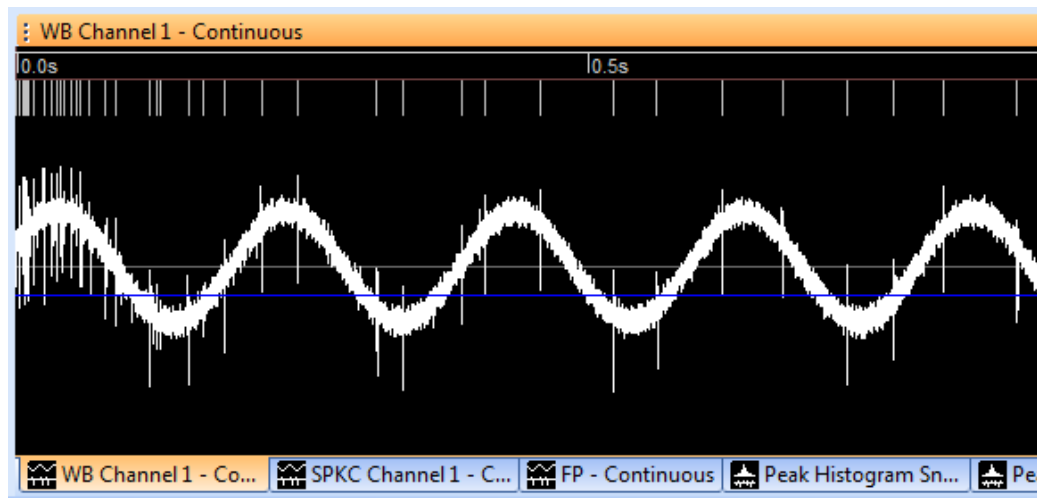 WB Channel 1 - Continuous
0.0s 0.5s
WB Channel 1 - Co... SPKC Channel 1 - C... FP - Continuous Peak Histogram Sn... Pe